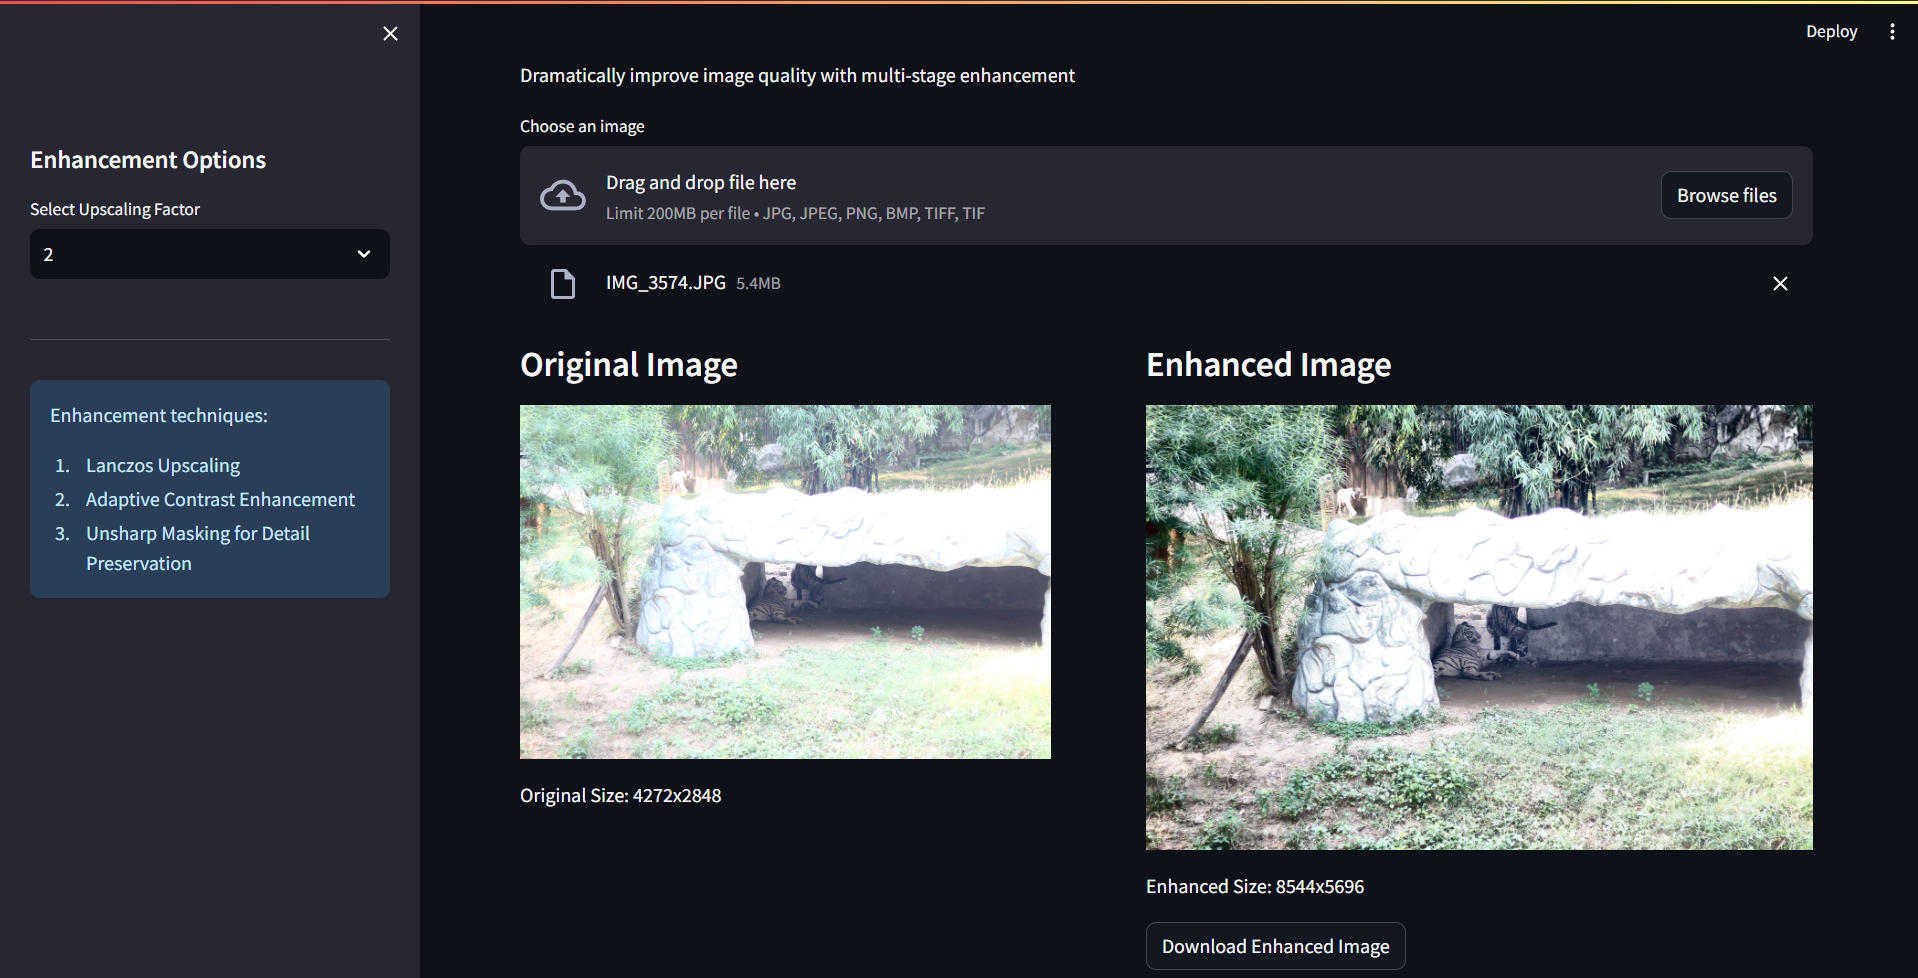 Deploy
Enhancement Options
Select Upscaling Factor
2
Enhancement techniques:
1. Lanczos Upscaling
2. Adaptive Contrast Enhancement
3. Unsharp Masking for Detail
Preservation
Dramatically improve image quality with multi-stage enhancement
Choose an image
Drag and drop file here
Limit 200MB per file • JPG, JPEG, PNG, BMP, TIFF, TIF
Browse files
IMG_3574.JPG 5.4MB
Original Image
Original Size: 4272x2848
Enhanced Image
Enhanced Size: 8544x5696
Download Enhanced Image